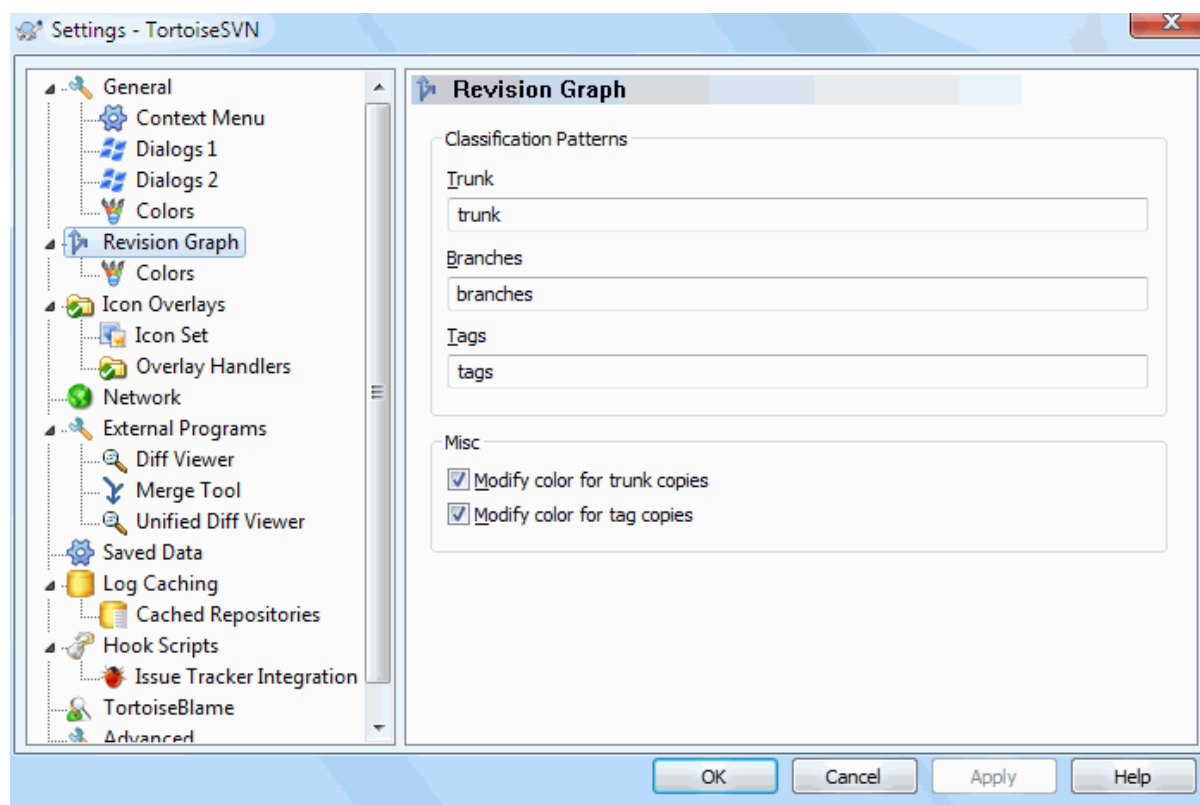 Settings - TortoiseSVN
General
Context Menu
Dialogs 1
Dialogs 2
Colors
Revision Graph
Colors
Icon Overlays
Icon Set
Overlay Handlers
Network
External Programs
Diff Viewer
Merge Tool
Unified Diff Viewer
Saved Data
Log Caching
Cached Repositories
Hook Scripts
Issue Tracker Integration
TortoiseBlame
Advanced
Revision Graph
Classification Patterns
Trunk
trunk
Branches
branches
Tags
tags
Misc
Modify color for trunk copies
Modify color for tag copies
OK Cancel Apply Help